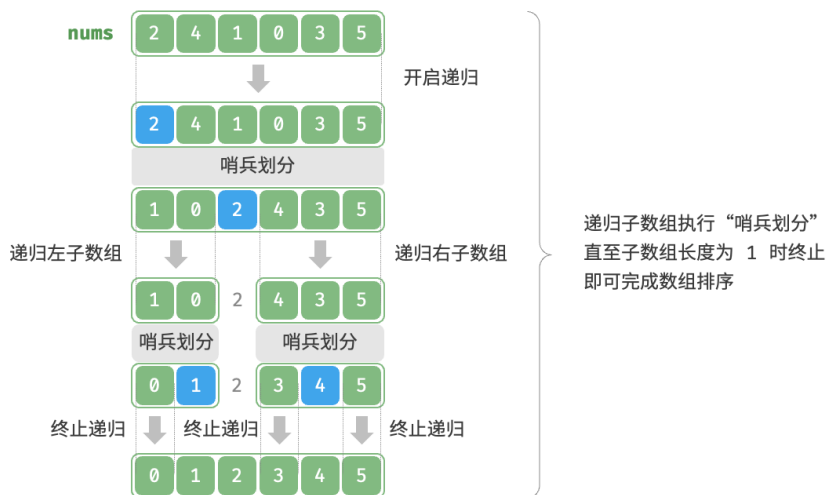 nums 2 4 1 0 3 5
开启递归
2 4 1 0 3 5
哨兵划分
1 0 2 4 3 5
递归左子数组
递归右子数组
1 0 2 4 3 5
哨兵划分 哨兵划分
0 1 2 3 4 5
终止递归 终止递归 终止递归
0 1 2 3 4 5
递归子数组执行“哨兵划分”
直至子数组长度为 1 时终止
即可完成数组排序